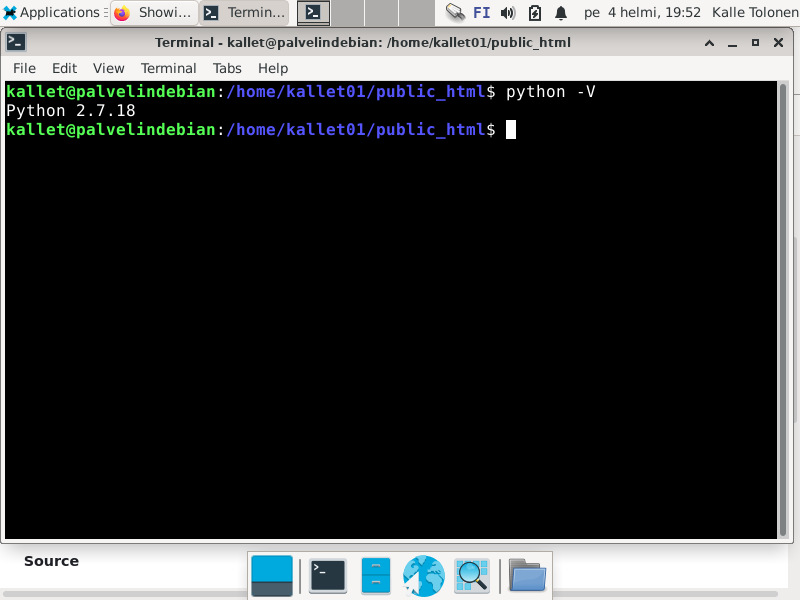 Applications Showi... Termin... FI pe 4 helmi, 19:52 Kalle Tolonen
Terminal - kallet@palvelindebian: /home/kallet01/public_html
File Edit View Terminal Tabs Help
kallet@palvelindebian:/home/kallet01/public_html$ python -V
Python 2.7.18
kallet@palvelindebian:/home/kallet01/public_html$
Source